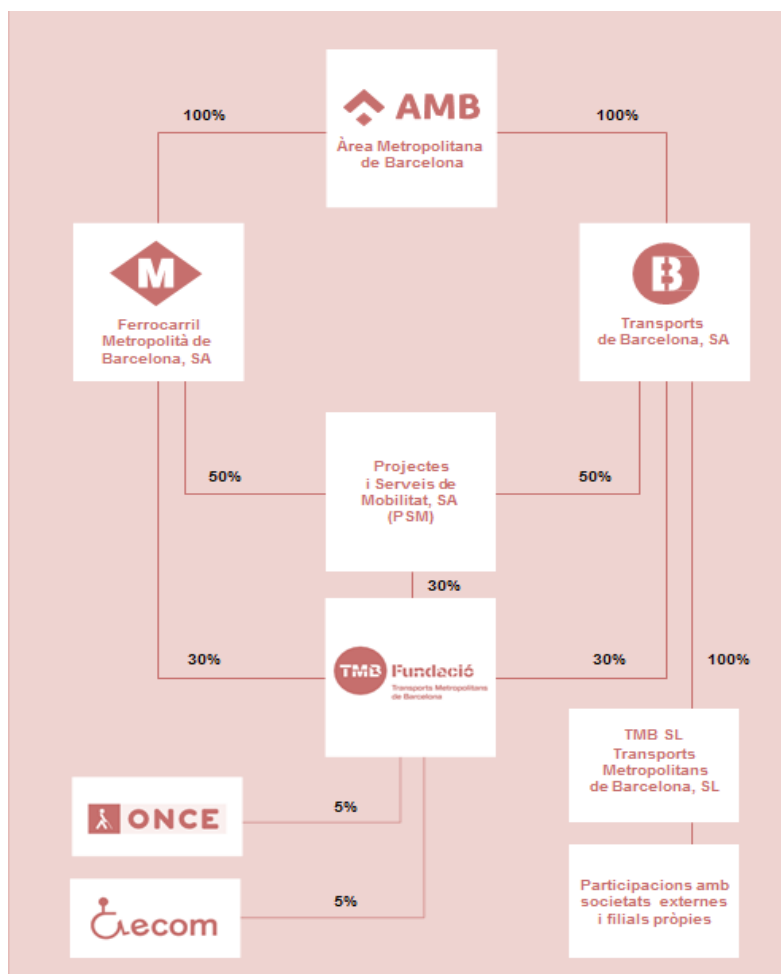 AMB
Àrea Metropolitana
de Barcelona
100%
100%
M
Ferrocarril
Metropolità de
Barcelona, SA
B
Transports
de Barcelona, SA
50%
Projectes
i Serveis de
Mobilitat, SA
(PSM)
50%
30%
30%
TMB Fundació
Transports Metropolitans
de Barcelona
30%
100%
TMB SL
Transports
Metropolitans
de Barcelona, SL
ONCE
5%
ecom
5%
Participacions amb
societats externes
i filials pròpies